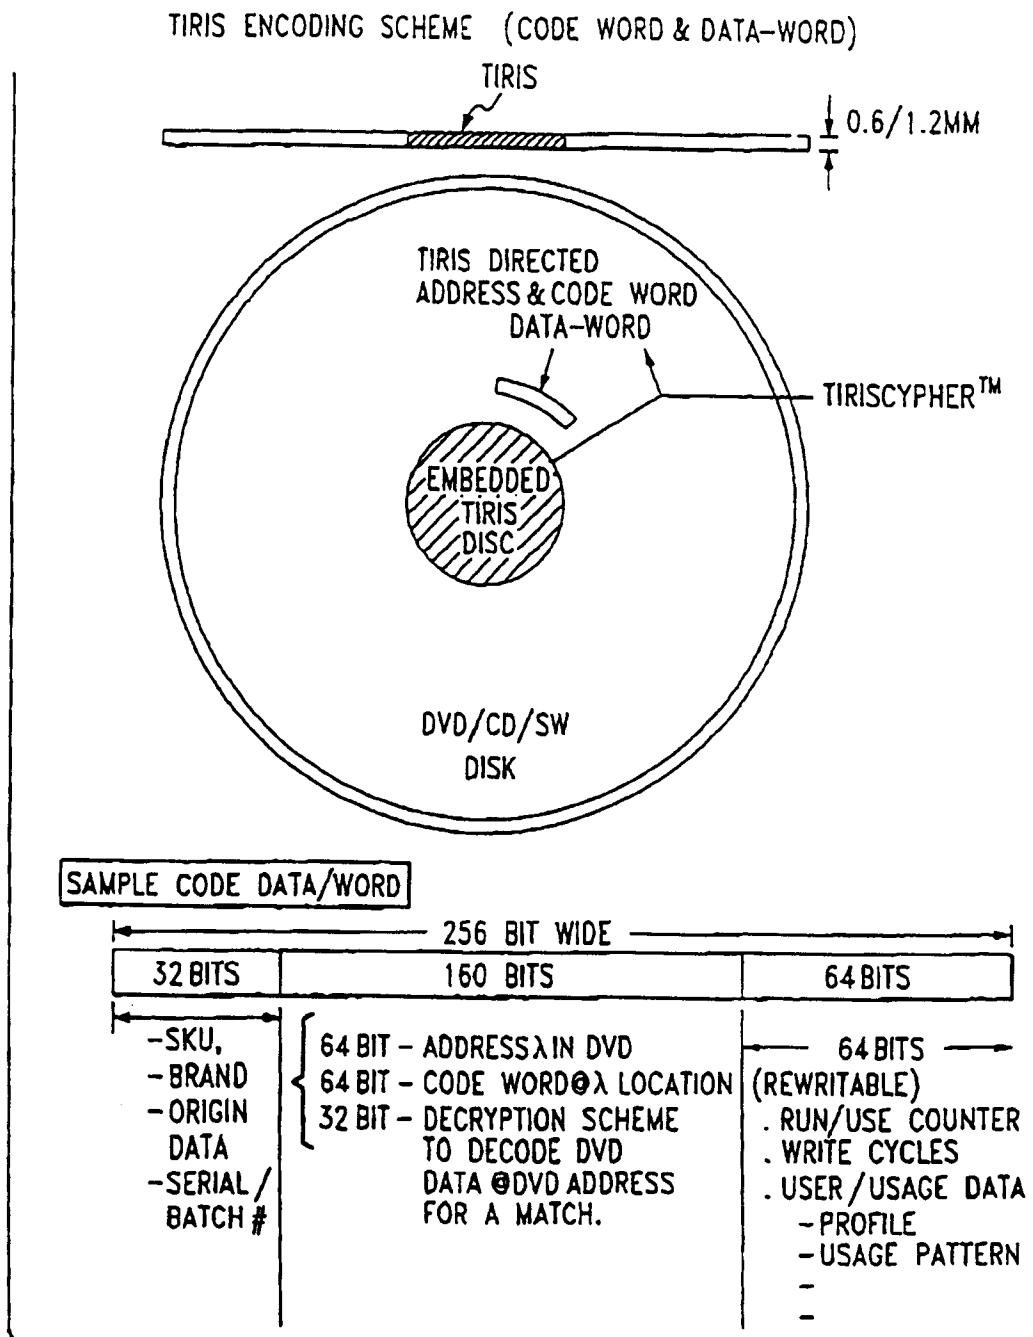 TIRIS ENCODING SCHEME (CODE WORD & DATA-WORD)
TIRIS
0.6/1.2MM
TIRIS DIRECTED
ADDRESS & CODE WORD
DATA-WORD
TIRISCYPHER™
EMBEDDED
TIRIS
DISC
DVD/CD/SW
DISK
SAMPLE CODE DATA/WORD
256 BIT WIDE
32 BITS
160 BITS
64 BITS
-SKU,
-BRAND
-ORIGIN
DATA
-SERIAL/
BATCH #
64 BIT - ADDRESS λ IN DVD
64 BIT - CODE WORD @ λ LOCATION
32 BIT - DECRYPTION SCHEME
TO DECODE DVD
DATA @DVD ADDRESS
FOR A MATCH.
64 BITS
(REWRITABLE)
. RUN/USE COUNTER
. WRITE CYCLES
. USER/USAGE DATA
-PROFILE
-USAGE PATTERN
-
-